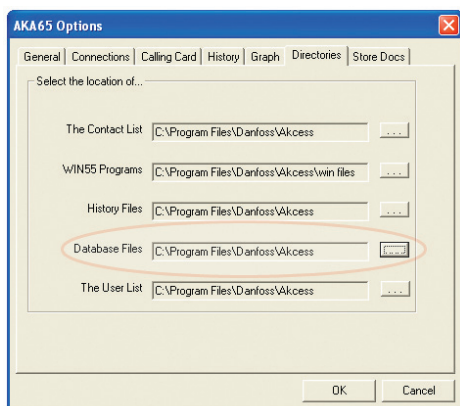 AKA65 Options
General Connections Calling Card History Graph Directories Store Docs
Select the location of...
The Contact List C:\Program Files\Danfoss\Akcess ...
WIN55 Programs C:\Program Files\Danfoss\Akcess\win files ...
History Files C:\Program Files\Danfoss\Akcess ...
Database Files C:\Program Files\Danfoss\Akcess ...
The User List C:\Program Files\Danfoss\Akcess ...
OK Cancel